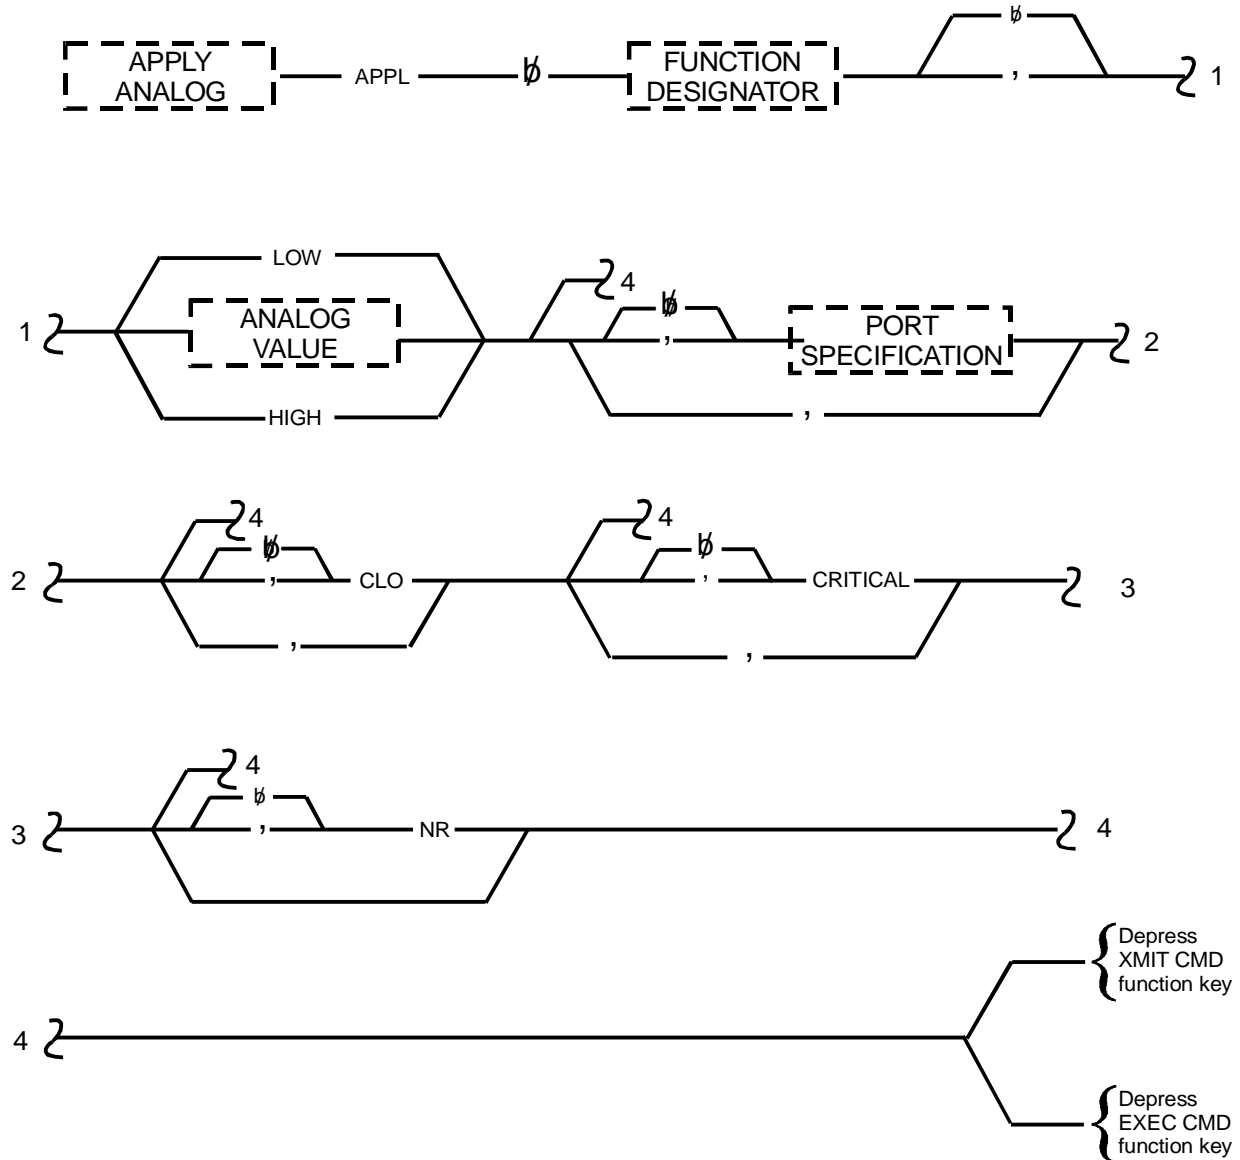 ƀ
APPLY
ANALOG
APPL
ƀ
FUNCTION
DESIGNATOR
,
1
LOW
4
1
ANALOG
VALUE
ƀ
,
PORT
SPECIFICATION
2
HIGH
,
4
4
ƀ
ƀ
2
,
CLO
,
CRITICAL
3
,
,
4
ƀ
3
,
NR
4
Depress
XMIT CMD
function key
4
Depress
EXEC CMD
function key